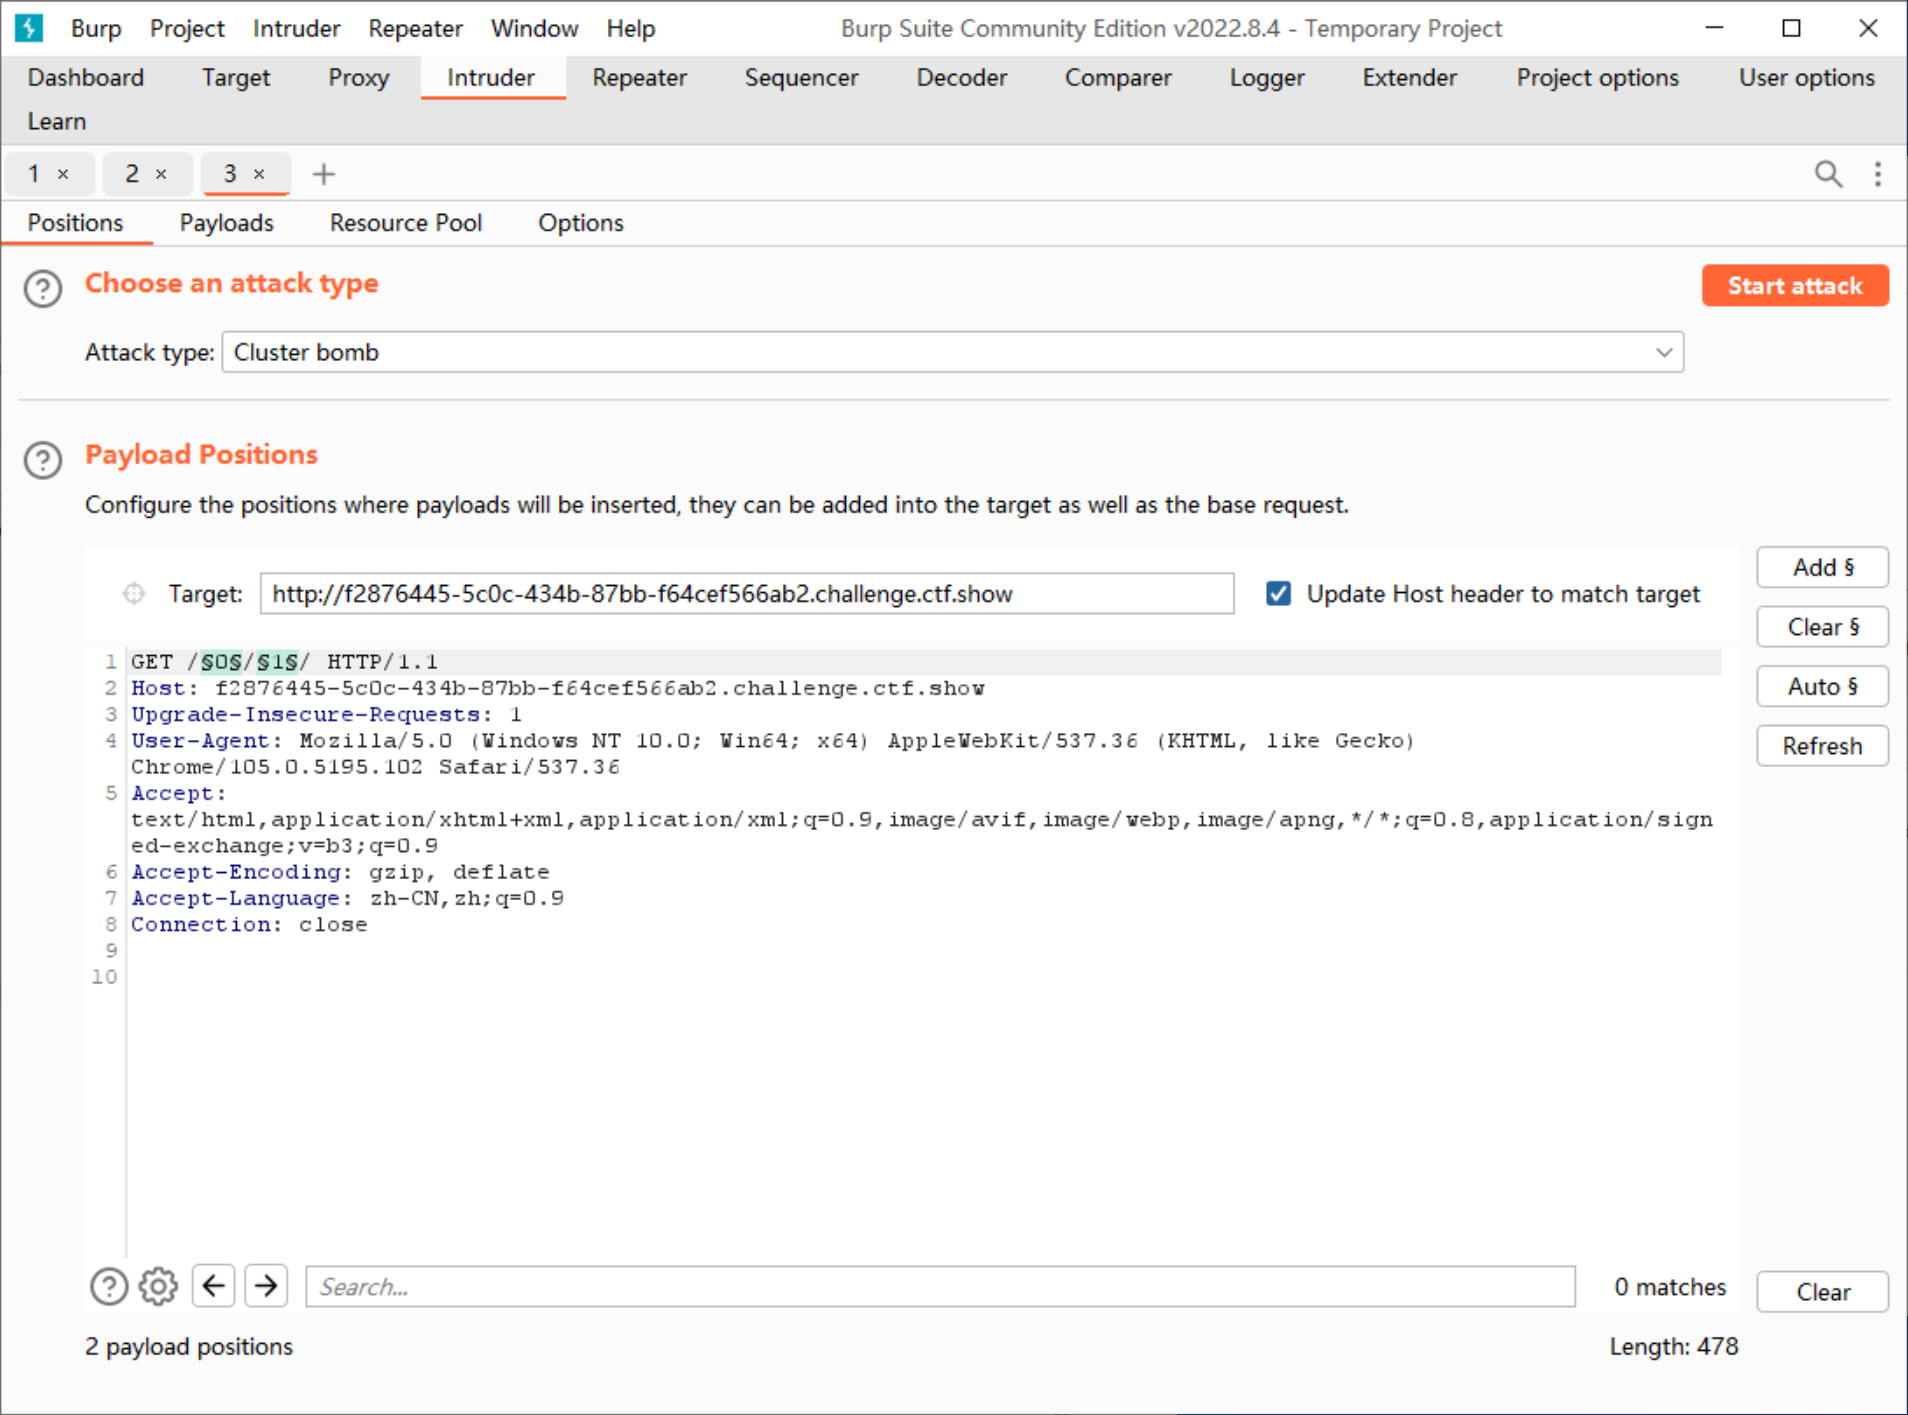 Burp Project Intruder Repeater Window Help Burp Suite Community Edition v2022.8.4 - Temporary Project
Dashboard Target Proxy Intruder Repeater Sequencer Decoder Comparer Logger Extender Project options User options
Learn
1 × 2 × 3 × +
Positions Payloads Resource Pool Options
? Choose an attack type Start attack
Attack type: Cluster bomb
? Payload Positions
Configure the positions where payloads will be inserted, they can be added into the target as well as the base request.
Add §
Target: http://f2876445-5c0c-434b-87bb-f64cef566ab2.challenge.ctf.show Update Host header to match target
Clear §
Auto §
Refresh
1 GET /§0§/§1§/ HTTP/1.1
2 Host: f2876445-5c0c-434b-87bb-f64cef566ab2.challenge.ctf.show
3 Upgrade-Insecure-Requests: 1
4 User-Agent: Mozilla/5.0 (Windows NT 10.0; Win64; x64) AppleWebKit/537.36 (KHTML, like Gecko)
Chrome/105.0.5195.102 Safari/537.36
5 Accept:
text/html,application/xhtml+xml,application/xml;q=0.9,image/avif,image/webp,image/apng,*/*;q=0.8,application/sign
ed-exchange;v=b3;q=0.9
6 Accept-Encoding: gzip, deflate
7 Accept-Language: zh-CN,zh;q=0.9
8 Connection: close
9
10
? Search... 0 matches Clear
2 payload positions Length: 478